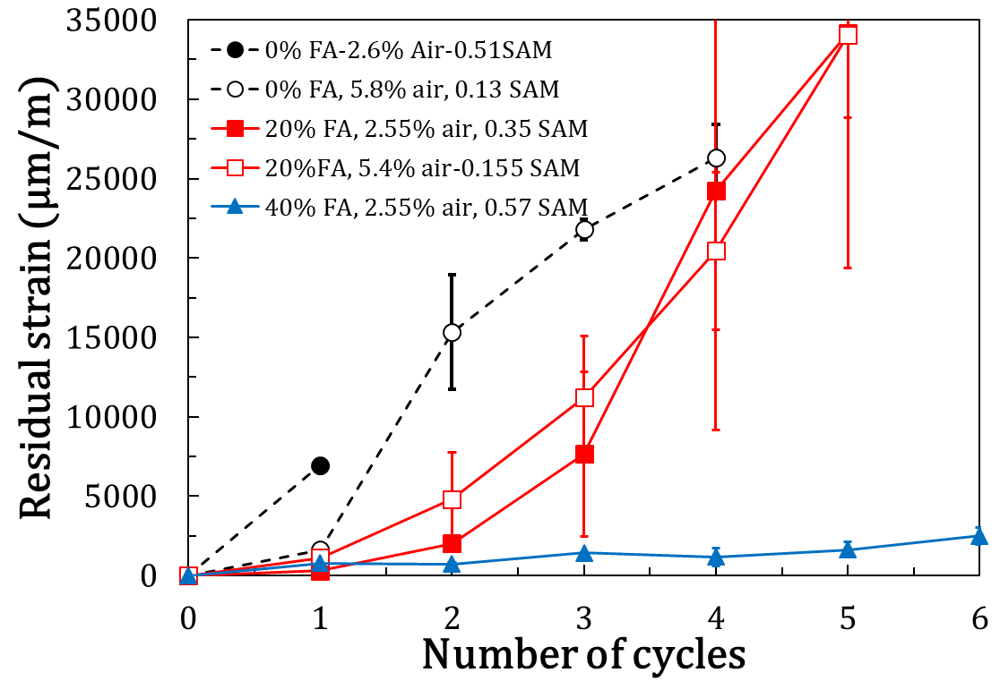 35000
30000
25000
20000
15000
10000
5000
0
Residual strain (μm/m)
0% FA-2.6% Air-0.51SAM
0% FA, 5.8% air, 0.13 SAM
20% FA, 2.55% air, 0.35 SAM
20%FA, 5.4% air-0.155 SAM
40% FA, 2.55% air, 0.57 SAM
0 1 2 3 4 5 6
Number of cycles